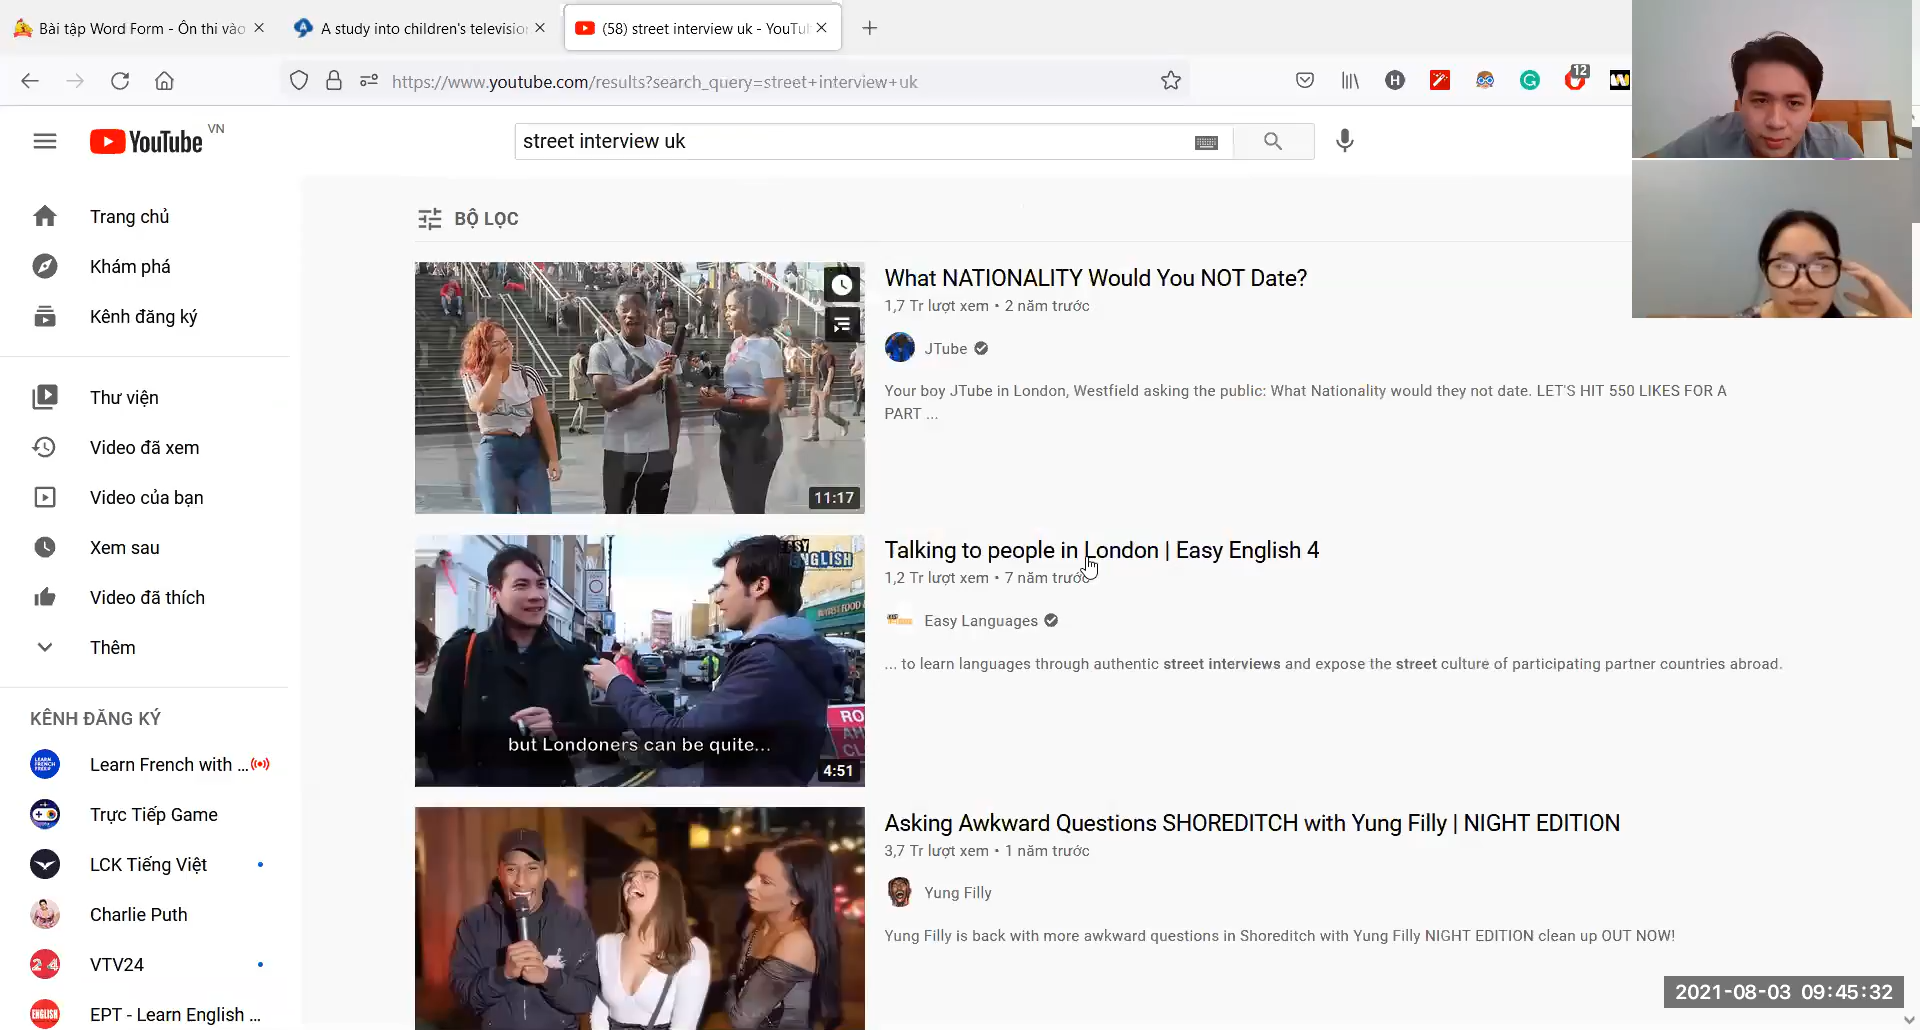 Bài tập Word Form - Ôn thi vào
A study into children's televisio
(58) street interview uk - YouTu
https://www.youtube.com/results?search_query=street+interview+uk
12
YouTube VN
street interview uk
Trang chủ
Khám phá
Kênh đăng ký
Thư viện
Video đã xem
Video của bạn
Xem sau
Video đã thích
Thêm
KÊNH ĐĂNG KÝ
Learn French with ...
Trực Tiếp Game
LCK Tiếng Việt
Charlie Puth
VTV24
EPT - Learn English ...
BỘ LỌC
11:17
What NATIONALITY Would You NOT Date?
1,7 Tr lượt xem • 2 năm trước
JTube
Your boy JTube in London, Westfield asking the public: What Nationality would they not date. LET'S HIT 550 LIKES FOR A
PART ...
EASY
ENGLISH
but Londoners can be quite...
4:51
Talking to people in London | Easy English 4
1,2 Tr lượt xem • 7 năm trước
Easy Languages
... to learn languages through authentic street interviews and expose the street culture of participating partner countries abroad.
Asking Awkward Questions SHOREDITCH with Yung Filly | NIGHT EDITION
3,7 Tr lượt xem • 1 năm trước
Yung Filly
Yung Filly is back with more awkward questions in Shoreditch with Yung Filly NIGHT EDITION clean up OUT NOW!
2021-08-03 09:45:32